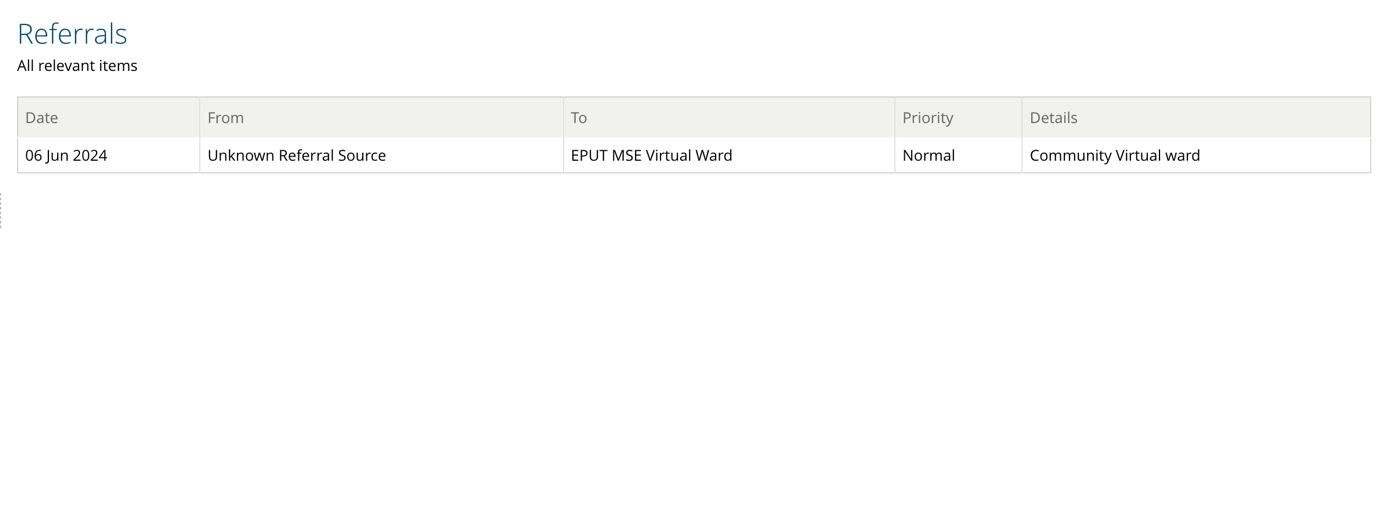 Referrals
All relevant items
Date From To Priority Details
06 Jun 2024 Unknown Referral Source EPUT MSE Virtual Ward Normal Community Virtual ward